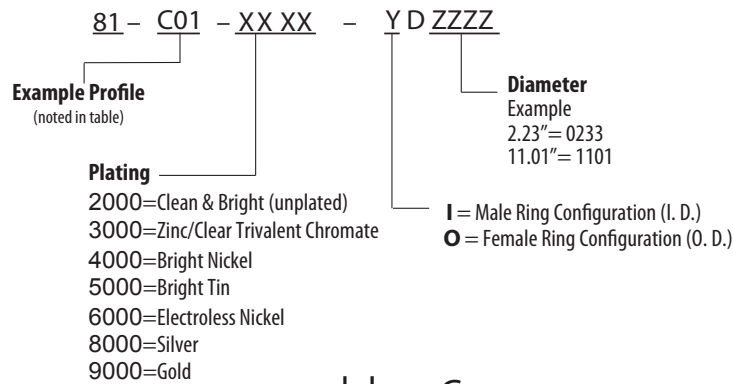 81 – C01 – XX XX – Y D ZZZZ
Example Profile
(noted in table)
Diameter
Example
2.23″= 0233
11.01″= 1101
Plating
2000=Clean & Bright (unplated)
3000=Zinc/Clear Trivalent Chromate
4000=Bright Nickel
5000=Bright Tin
6000=Electroless Nickel
8000=Silver
9000=Gold
I = Male Ring Configuration (I. D.)
O = Female Ring Configuration (O. D.)